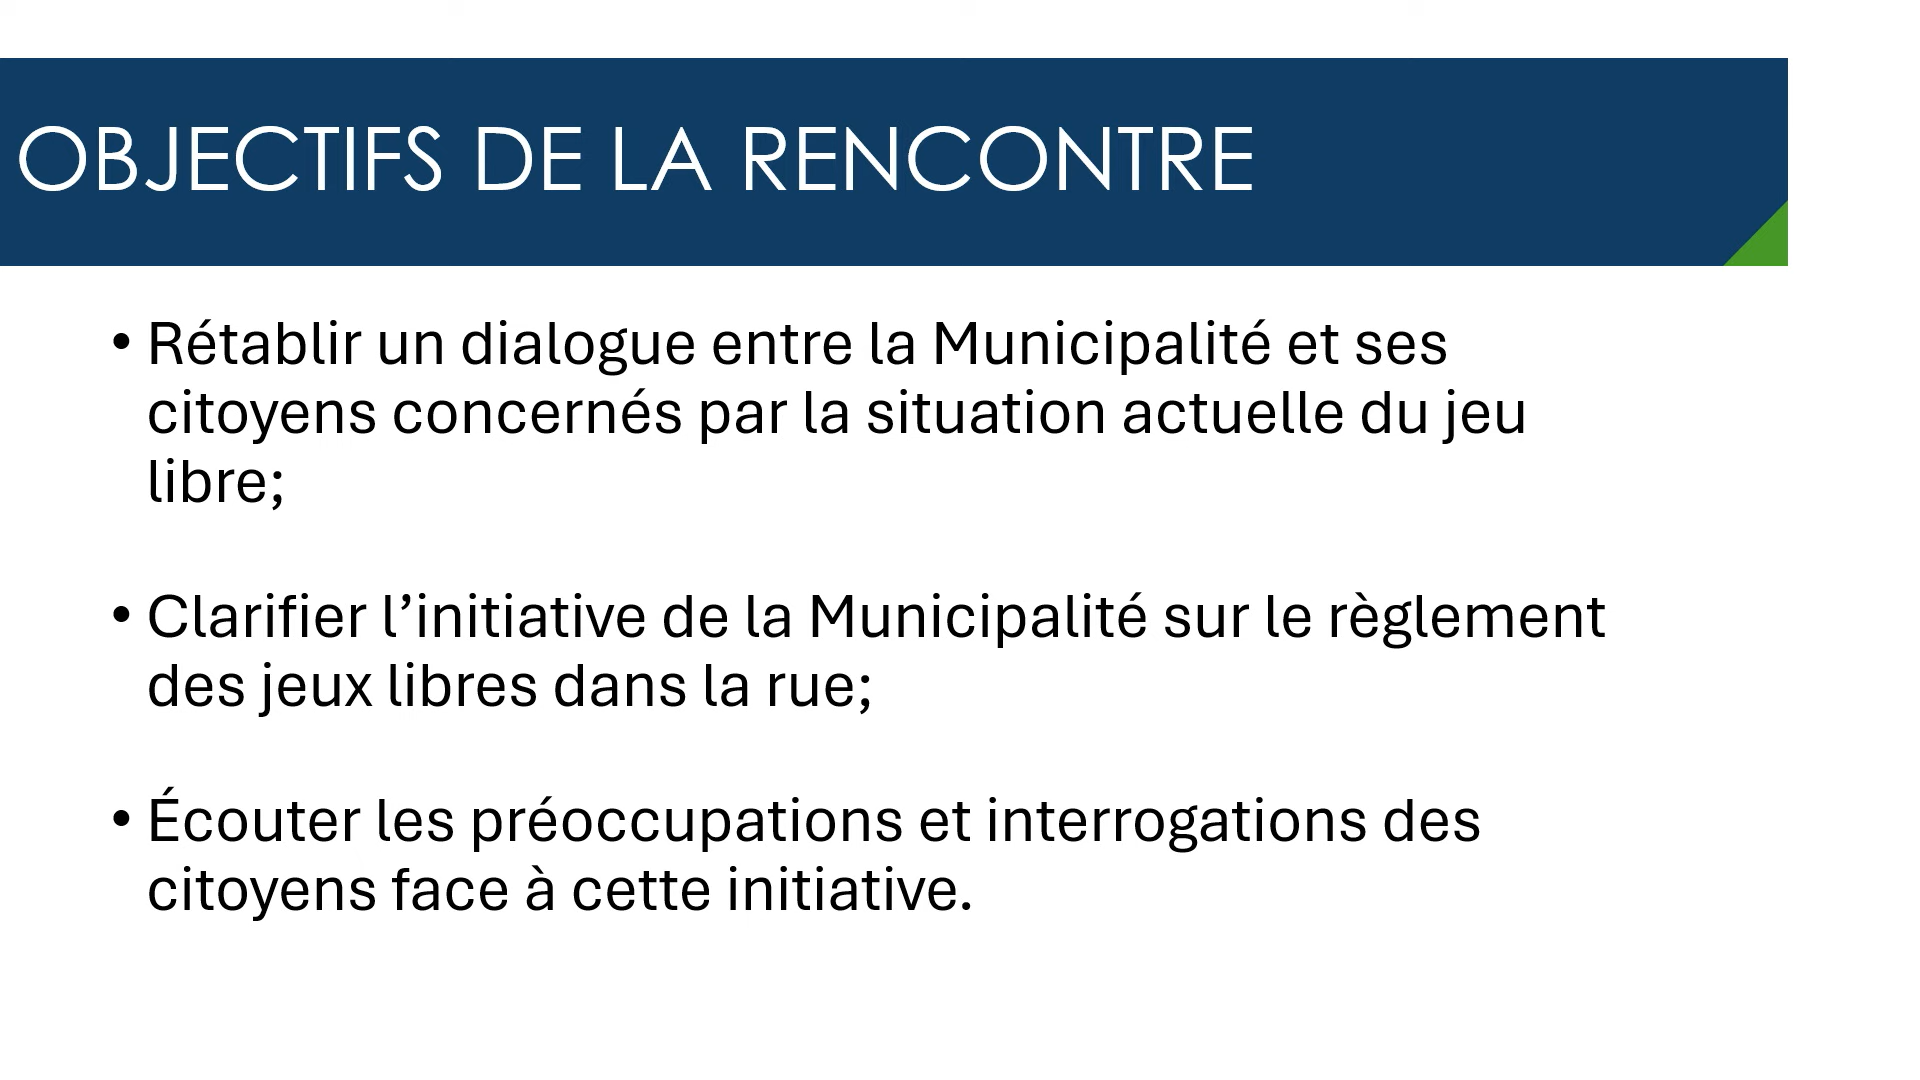 OBJECTIFS DE LA RENCONTRE
• Rétablir un dialogue entre la Municipalité et ses
citoyens concernés par la situation actuelle du jeu
libre;
• Clarifier l’initiative de la Municipalité sur le règlement
des jeux libres dans la rue;
• Écouter les préoccupations et interrogations des
citoyens face à cette initiative.